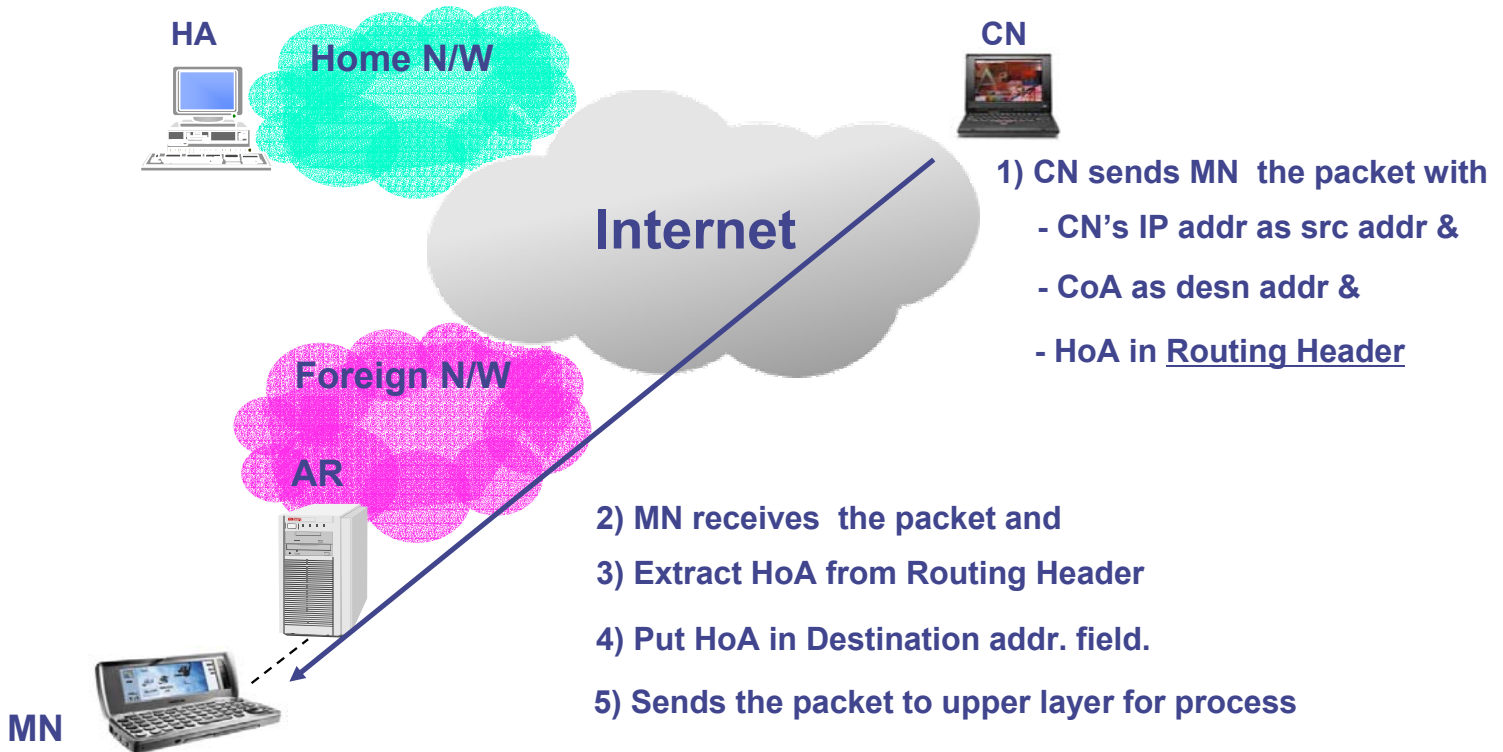 HA
Home N/W
CN
Internet
1) CN sends MN the packet with
- CN's IP addr as src addr &
- CoA as desn addr &
- HoA in Routing Header
Foreign N/W
AR
2) MN receives the packet and
3) Extract HoA from Routing Header
4) Put HoA in Destination addr. field.
5) Sends the packet to upper layer for process
MN